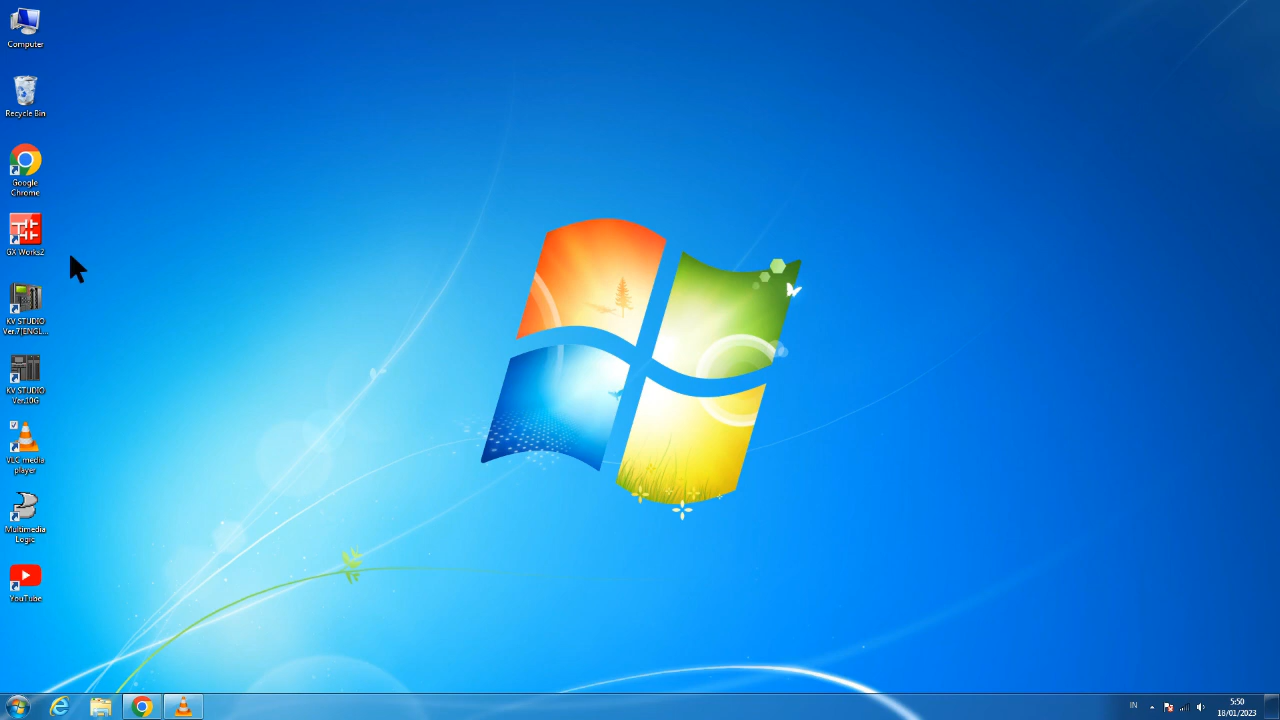 Computer
Recycle Bin
Google
Chrome
GX Works2
KV STUDIO
Ver.7[ENGL...
KV STUDIO
Ver.10G
VLC media
player
Multimedia
Logic
YouTube
IN
5:50
18/01/2023